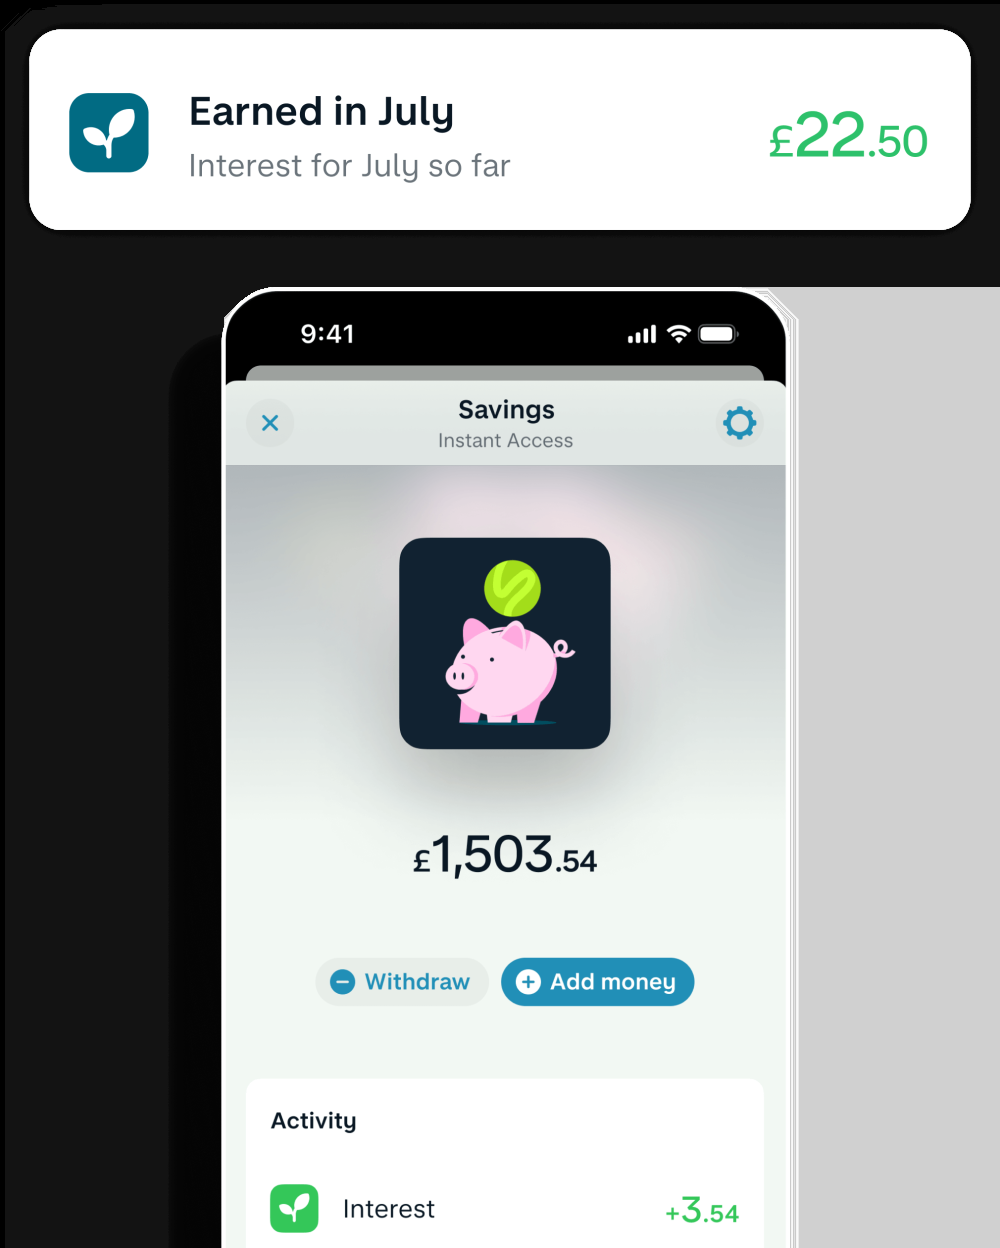 Earned in July
Interest for July so far
£22.50
9:41
Savings
Instant Access
£1,503.54
Withdraw
Add money
Activity
Interest
+3.54